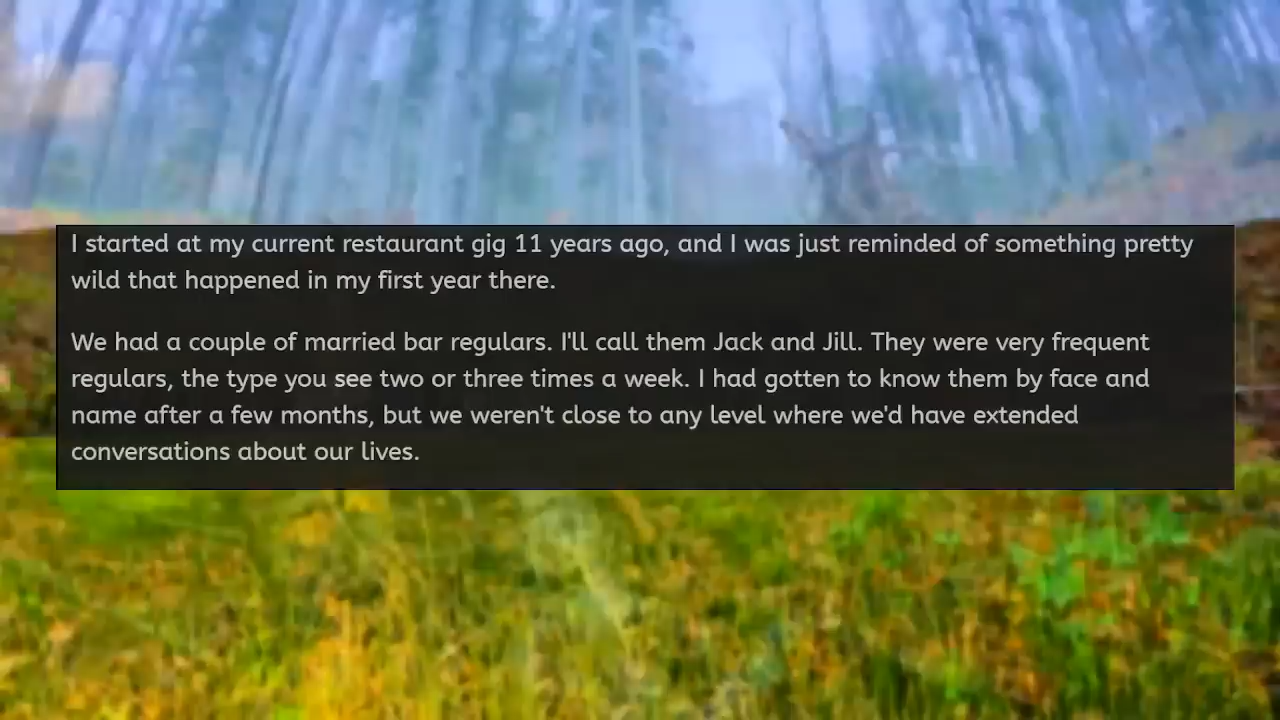 I started at my current restaurant gig 11 years ago, and I was just reminded of something pretty
wild that happened in my first year there.
We had a couple of married bar regulars. I'll call them Jack and Jill. They were very frequent
regulars, the type you see two or three times a week. I had gotten to know them by face and
name after a few months, but we weren't close to any level where we'd have extended
conversations about our lives.